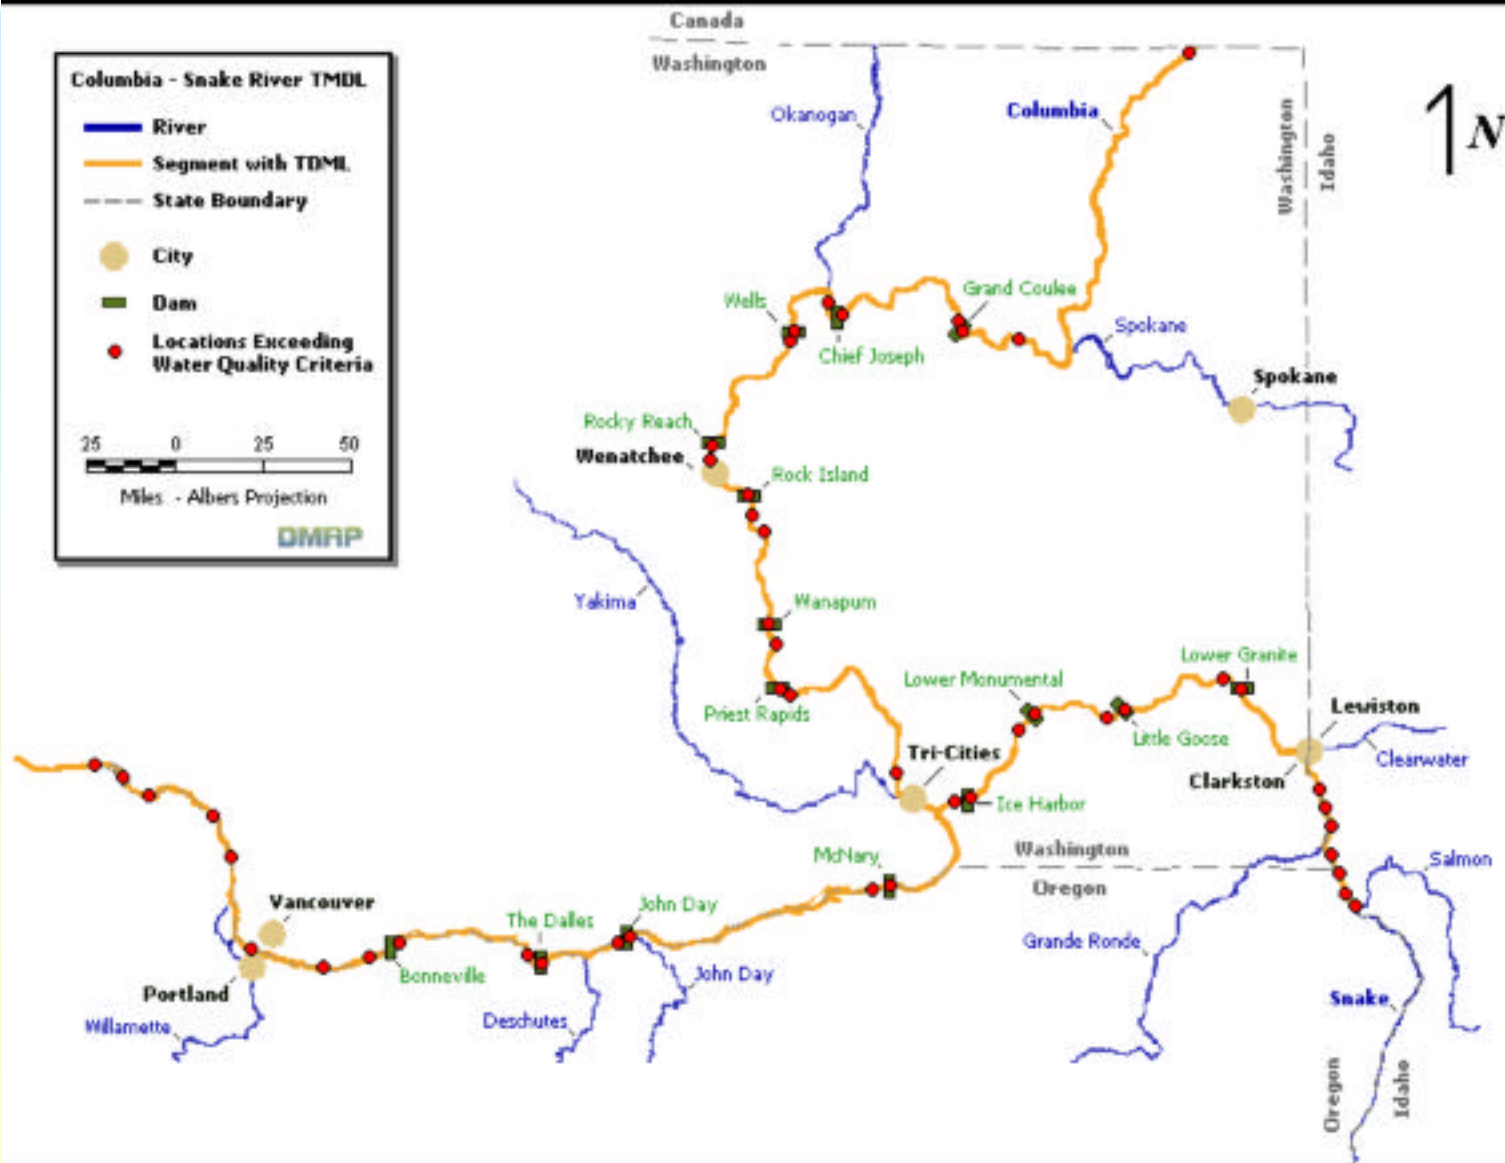 Canada
Washington
Columbia - Snake River TMDL
River
Segment with TDML
State Boundary
City
Dam
Locations Exceeding
Water Quality Criteria
25 0 25 50
Miles - Albers Projection
DMAP
N
Okanogan
Columbia
Washington
Idaho
Wells
Grand Coulee
Chief Joseph
Spokane
Spokane
Rocky Reach
Wenatchee
Rock Island
Yakima
Wanapum
Priest Rapids
Lower Monumental
Lower Granite
Little Goose
Lewiston
Clearwater
Clarkston
Tri-Cities
Ice Harbor
McNary
Washington
Oregon
Salmon
Grande Ronde
Snake
Oregon
Idaho
Vancouver
The Dalles
John Day
Bonneville
John Day
Portland
Deschutes
Willamette